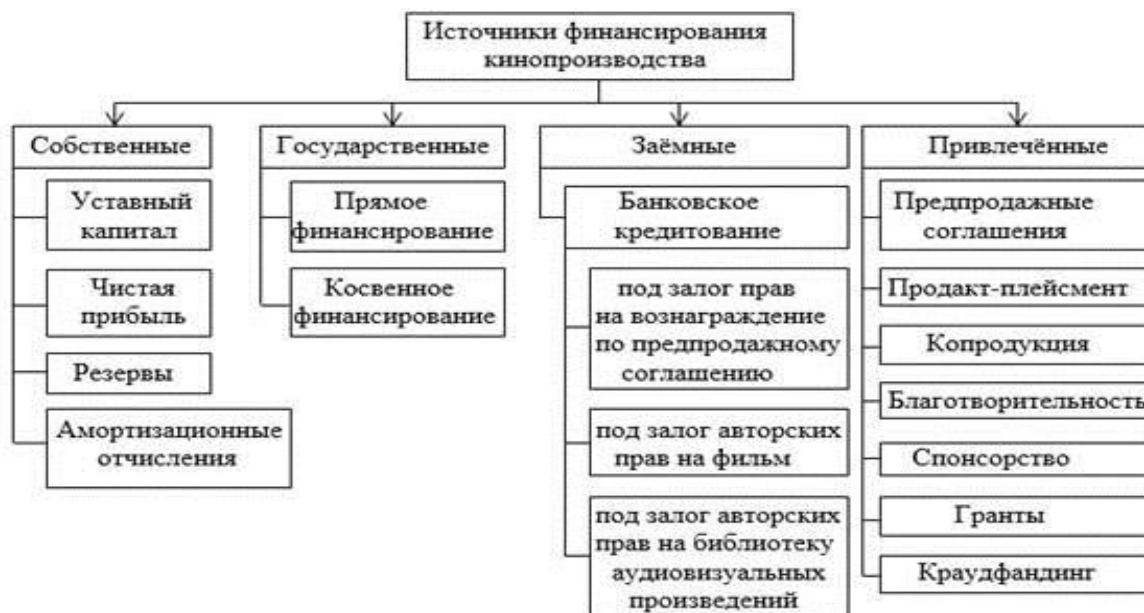 Источники финансирования
кинопроизводства
Собственные
Уставный
капитал
Чистая
прибыль
Резервы
Амортизационные
отчисления
Государственные
Прямое
финансирование
Косвенное
финансирование
Заёмные
Банковское
кредитование
под залог прав
на вознаграждение
по предпродажному
соглашению
под залог авторских
прав на фильм
под залог авторских
прав на библиотеку
аудиовизуальных
произведений
Привлечённые
Предпродажные
соглашения
Продакт-плейсмент
Копродукция
Благотворительность
Спонсорство
Гранты
Краудфандинг